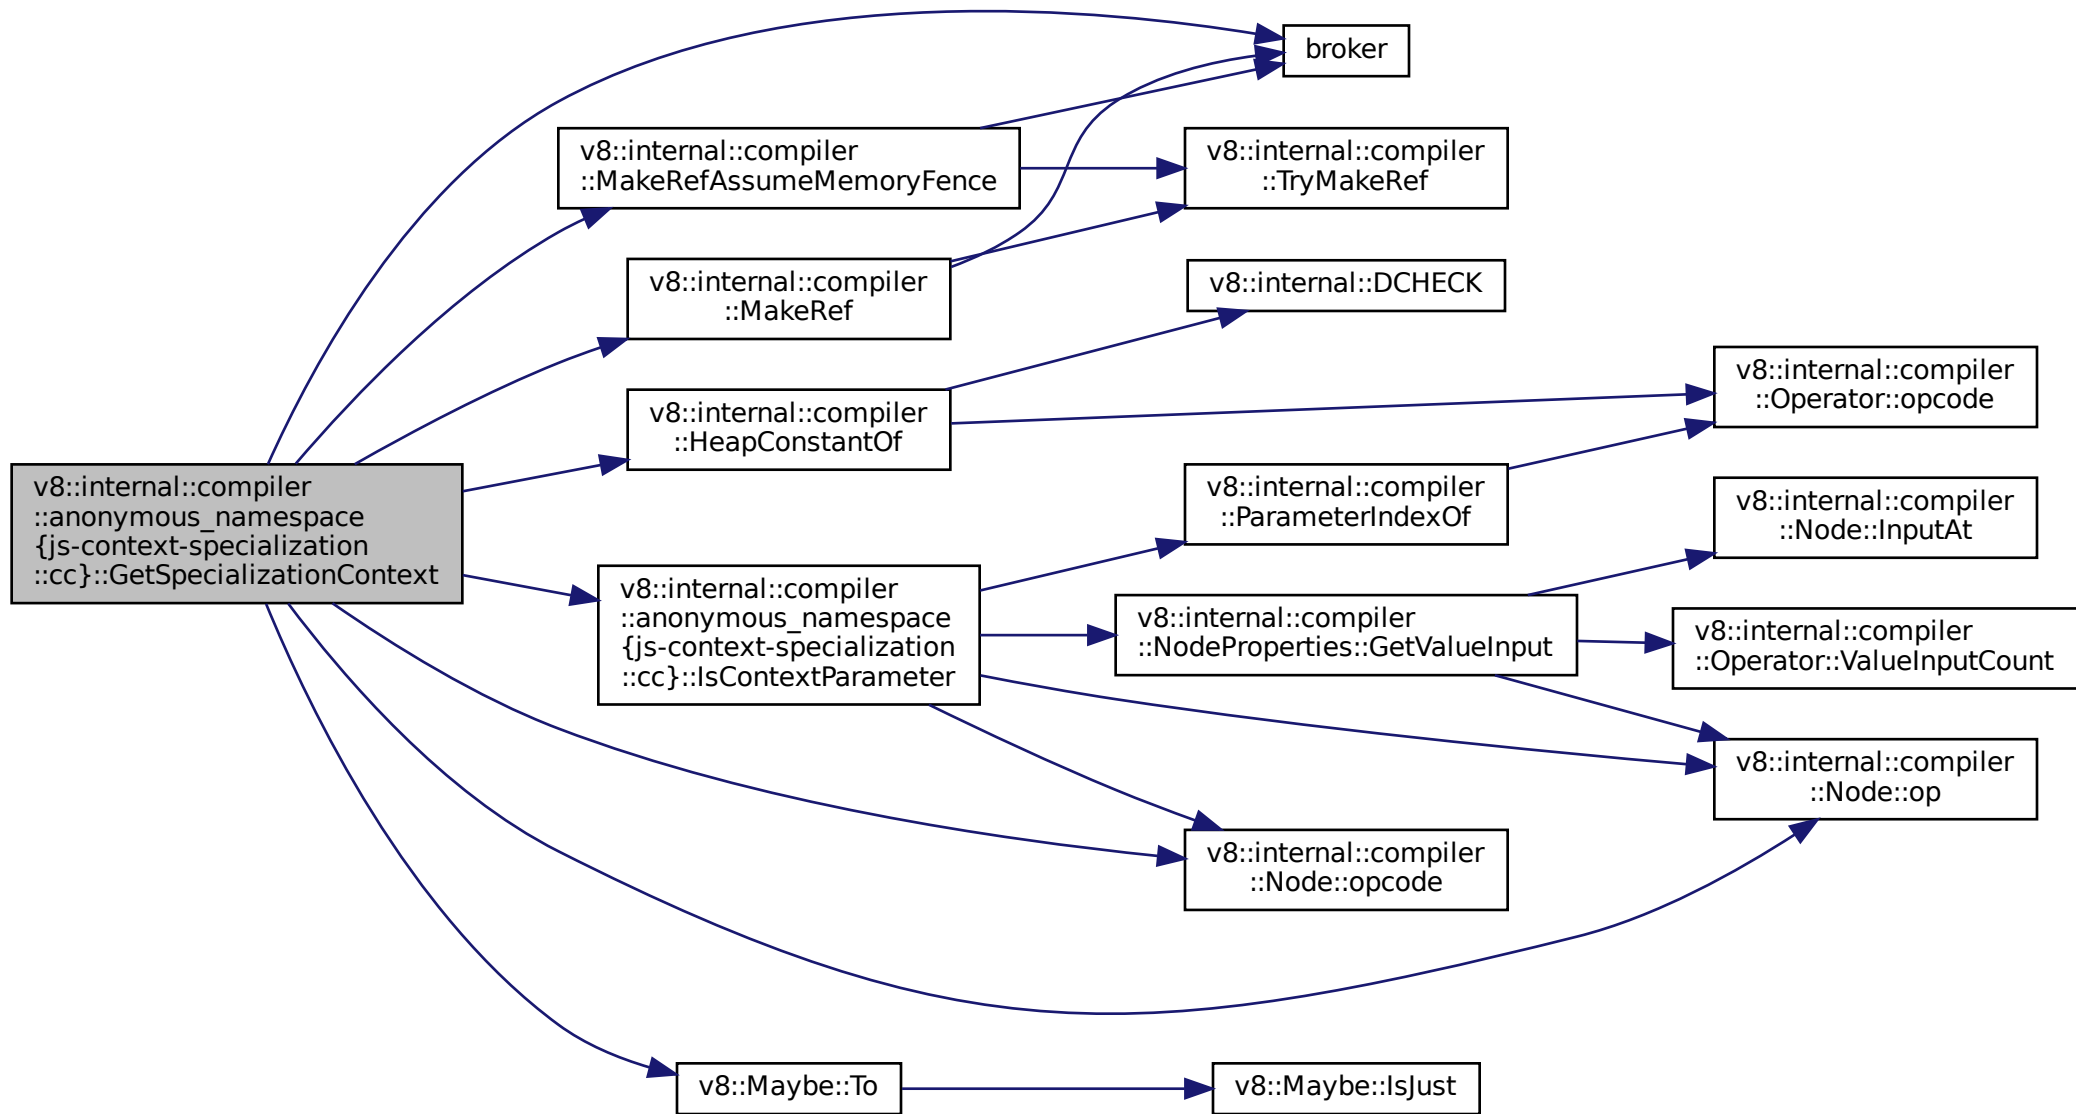 broker
v8::internal::compiler
::MakeRefAssumeMemoryFence
v8::internal::compiler
::TryMakeRef
v8::internal::compiler
::MakeRef
v8::internal::DCHECK
v8::internal::compiler
::HeapConstantOf
v8::internal::compiler
::Operator::opcode
v8::internal::compiler
::anonymous_namespace
{js-context-specialization
::cc}::GetSpecializationContext
v8::internal::compiler
::ParameterIndexOf
v8::internal::compiler
::Node::InputAt
v8::internal::compiler
::anonymous_namespace
{js-context-specialization
::cc}::IsContextParameter
v8::internal::compiler
::NodeProperties::GetValueInput
v8::internal::compiler
::Operator::ValueInputCount
v8::internal::compiler
::Node::op
v8::internal::compiler
::Node::opcode
v8::Maybe::To
v8::Maybe::IsJust